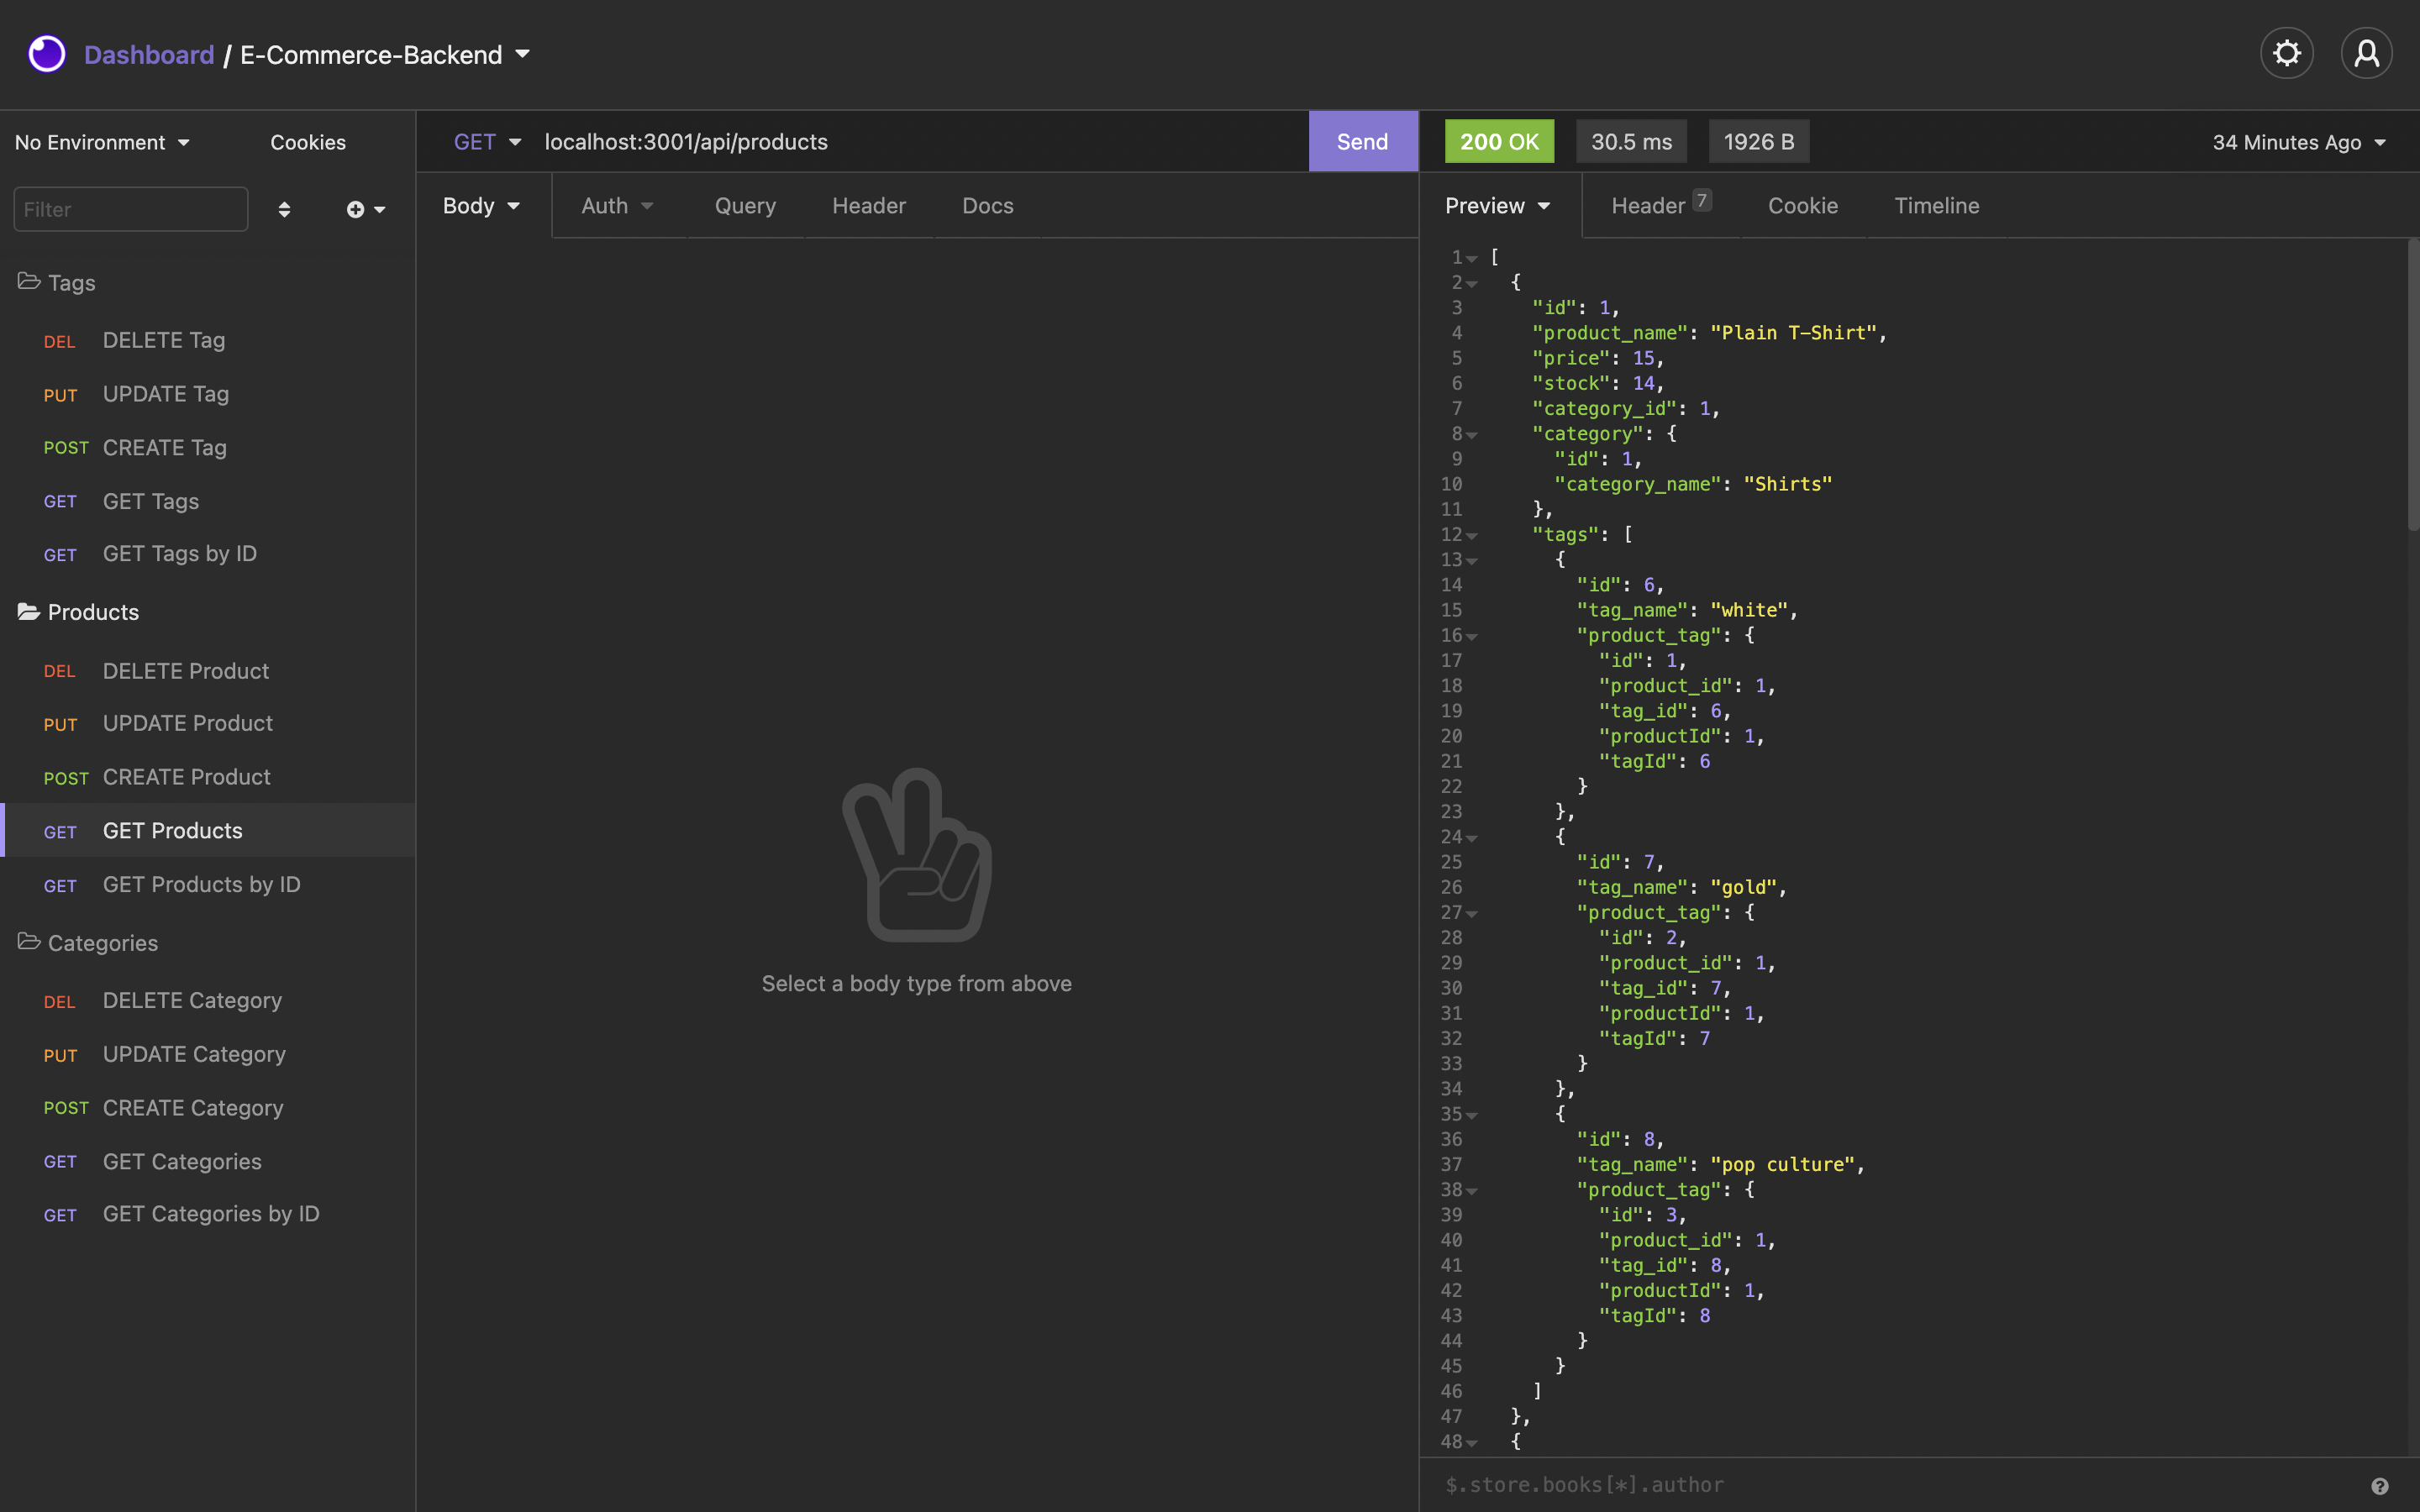 Dashboard / E-Commerce-Backend
No Environment Cookies
Filter
Tags
DEL DELETE Tag
PUT UPDATE Tag
POST CREATE Tag
GET GET Tags
GET GET Tags by ID
Products
DEL DELETE Product
PUT UPDATE Product
POST CREATE Product
GET GET Products
GET GET Products by ID
Categories
DEL DELETE Category
PUT UPDATE Category
POST CREATE Category
GET GET Categories
GET GET Categories by ID
GET localhost:3001/api/products Send
Body Auth Query Header Docs
Select a body type from above
200 OK 30.5 ms 1926 B 34 Minutes Ago
Preview Header 7 Cookie Timeline
1 [
2 {
3 "id": 1,
4 "product_name": "Plain T-Shirt",
5 "price": 15,
6 "stock": 14,
7 "category_id": 1,
8 "category": {
9 "id": 1,
10 "category_name": "Shirts"
11 },
12 "tags": [
13 {
14 "id": 6,
15 "tag_name": "white",
16 "product_tag": {
17 "id": 1,
18 "product_id": 1,
19 "tag_id": 6,
20 "productId": 1,
21 "tagId": 6
22 }
23 },
24 {
25 "id": 7,
26 "tag_name": "gold",
27 "product_tag": {
28 "id": 2,
29 "product_id": 1,
30 "tag_id": 7,
31 "productId": 1,
32 "tagId": 7
33 }
34 },
35 {
36 "id": 8,
37 "tag_name": "pop culture",
38 "product_tag": {
39 "id": 3,
40 "product_id": 1,
41 "tag_id": 8,
42 "productId": 1,
43 "tagId": 8
44 }
45 }
46 ]
47 },
48 {
$.store.books[*].author